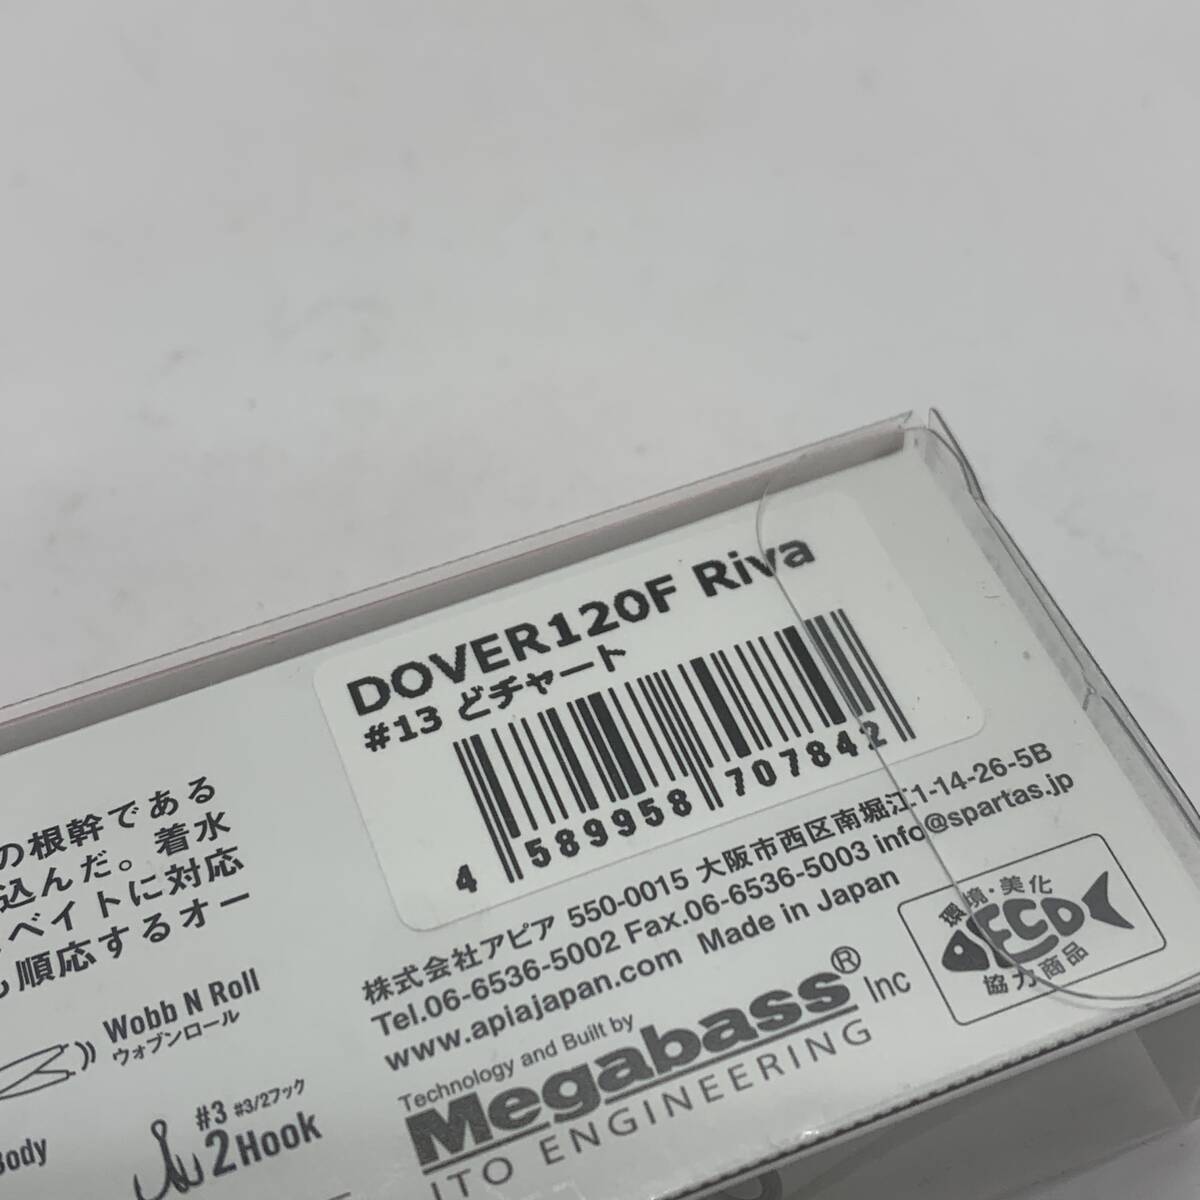 DOVER120F Riva
#13 どチャート
4 589958 707842
の根幹である
込んだ。着水
ベイトに対応
順応するオー
Wobb N Roll
ウォブンロール
#3 #3/2フック
2Hook
Body
株式会社アピア 550-0015 大阪市西区南堀江1-14-26-5B
Tel.06-6536-5002 Fax.06-6536-5003 info@spartas.jp
www.apiajapan.com Made in Japan
Technology and Built by
Megabass® Inc
ITO ENGINEERING
環境・美化
FECO
協力商品